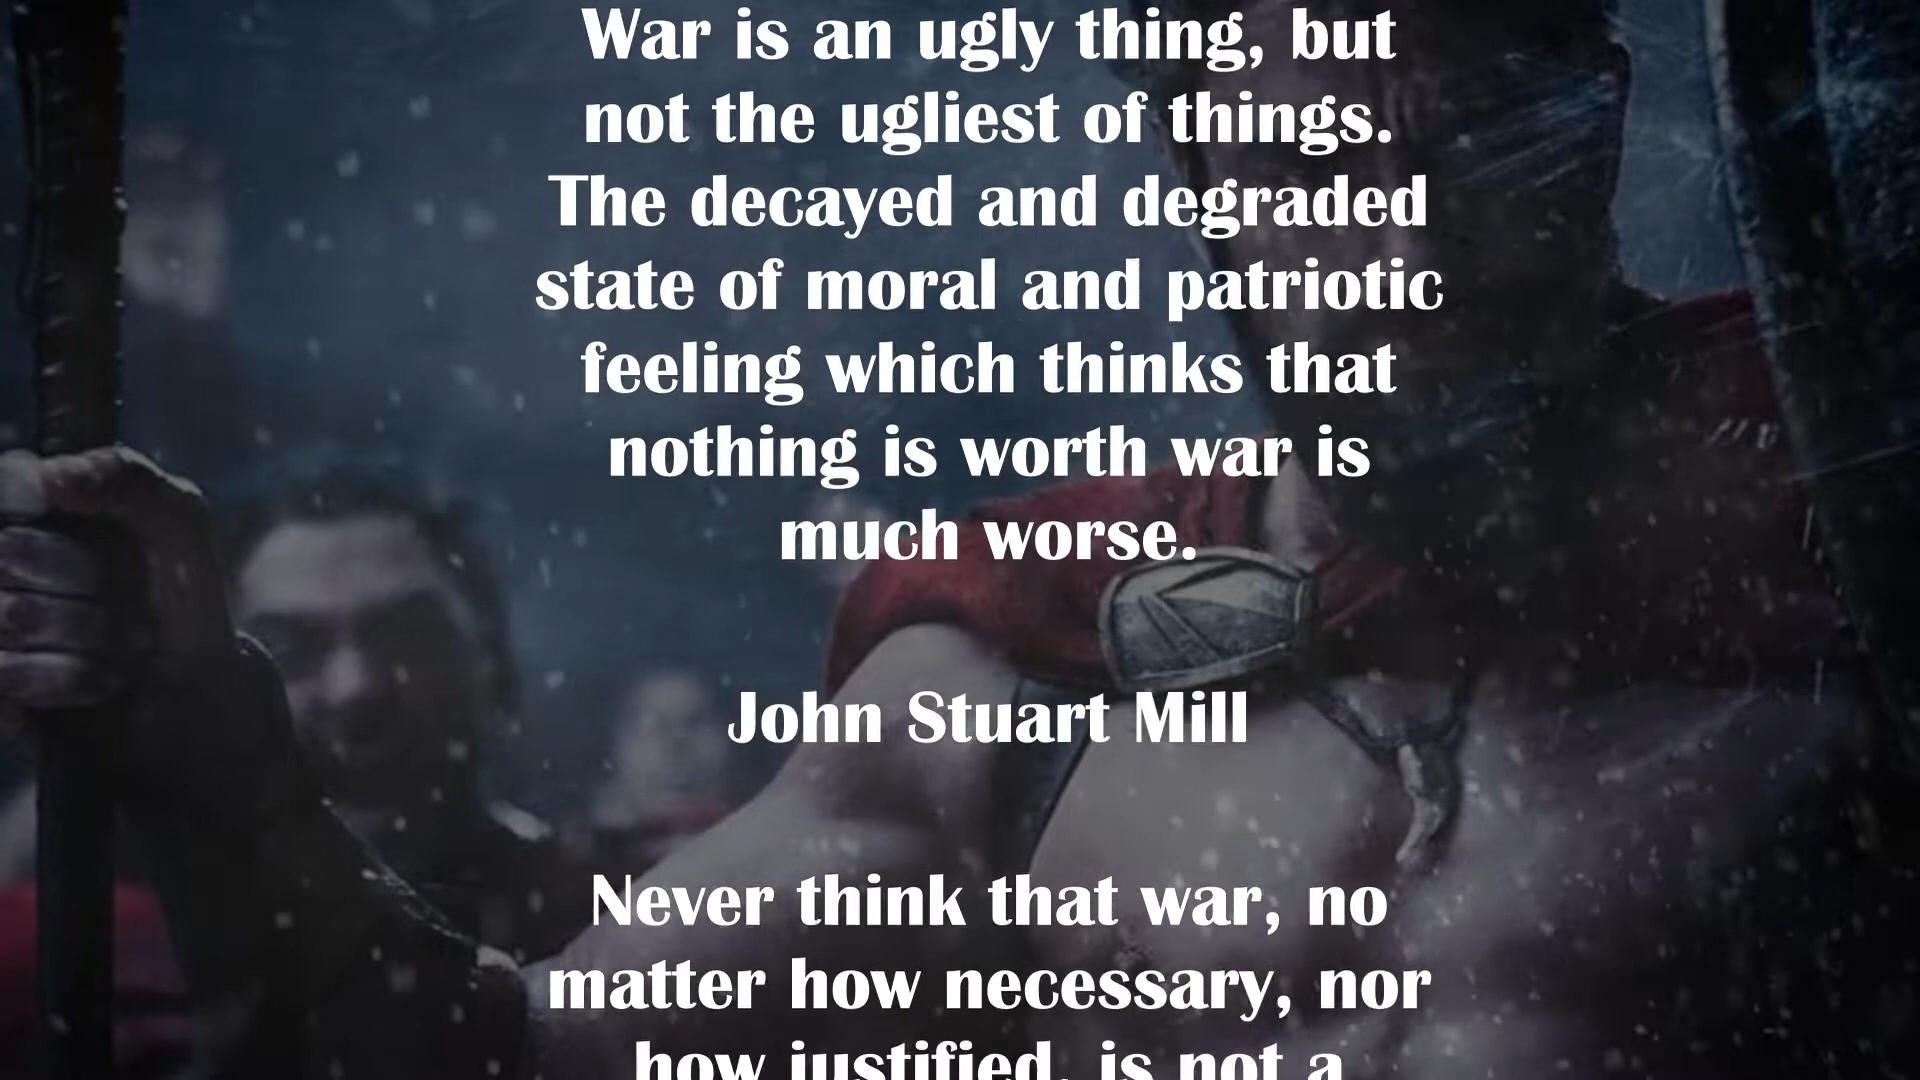 War is an ugly thing, but
not the ugliest of things.
The decayed and degraded
state of moral and patriotic
feeling which thinks that
nothing is worth war is
much worse.
John Stuart Mill
Never think that war, no
matter how necessary, nor
how justified, is not a